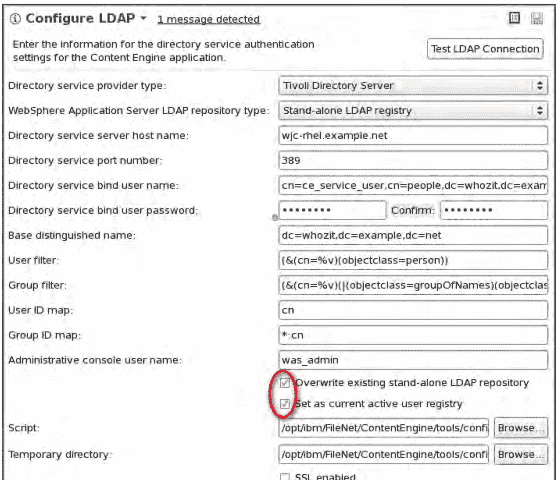 Configure LDAP
1 message detected
Enter the information for the directory service authentication
settings for the Content Engine application.
Test LDAP Connection
Directory service provider type: Tivoli Directory Server
WebSphere Application Server LDAP repository type: Stand-alone LDAP registry
Directory service server host name: wjc-rhel.example.net
Directory service port number: 389
Directory service bind user name: cn=ce_service_user,cn=people,dc=whozit,dc=exam
Directory service bind user password: •••••••• Confirm: ••••••••
Base distinguished name: dc=whozit,dc=example,dc=net
User filter: (&(cn=%v)(objectclass=person))
Group filter: (&(cn=%v)(|(objectclass=groupOfNames)(objectclas
User ID map: cn
Group ID map: *:cn
Administrative console user name: was_admin
Overwrite existing stand-alone LDAP repository
Set as current active user registry
Script: /opt/ibm/FileNet/ContentEngine/tools/confi Browse...
Temporary directory: /opt/ibm/FileNet/ContentEngine/tools/confi Browse...
SSL enabled